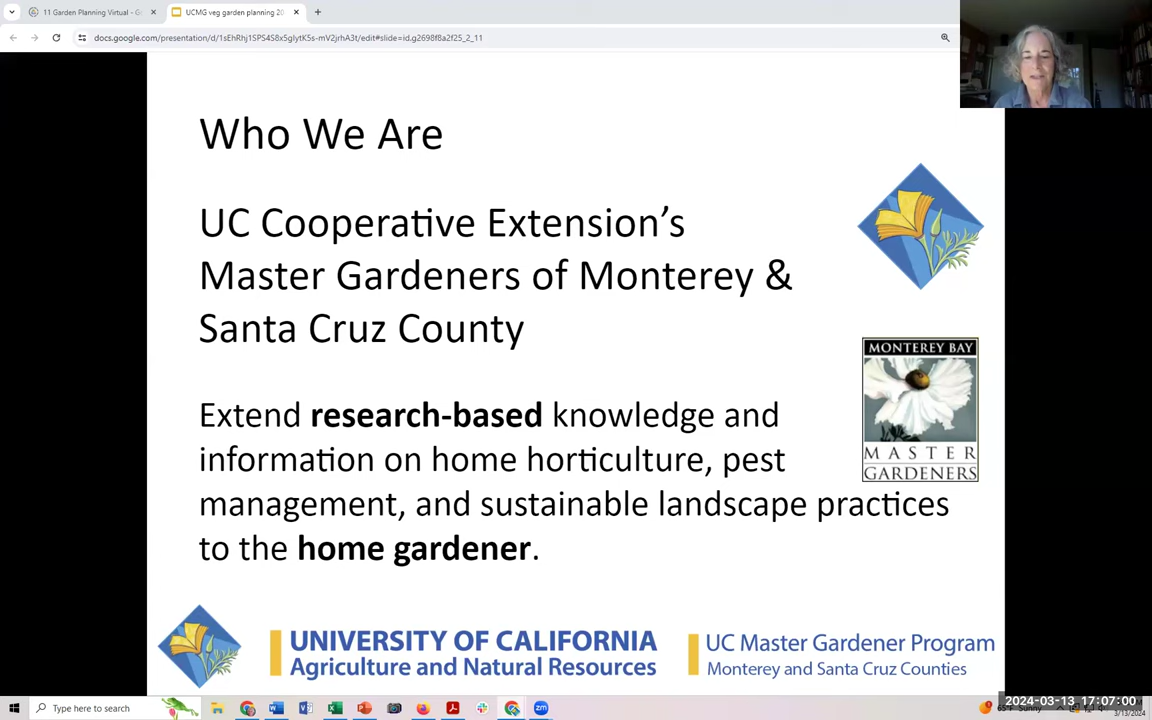 11 Garden Planning Virtual - G
UCMG veg garden planning 20
docs.google.com/presentation/d/1sEhRhj1SPS4S8x5glytK5s-mV2jrhA3t/edit#slide=id.g2698f8a2f25_2_11
Who We Are
UC Cooperative Extension’s
Master Gardeners of Monterey &
Santa Cruz County
MONTEREY BAY
MASTER
GARDENERS
Extend research-based knowledge and
information on home horticulture, pest
management, and sustainable landscape practices
to the home gardener.
UNIVERSITY OF CALIFORNIA
Agriculture and Natural Resources
UC Master Gardener Program
Monterey and Santa Cruz Counties
Type here to search
2024-03-13 17:07:00
3/13/2024